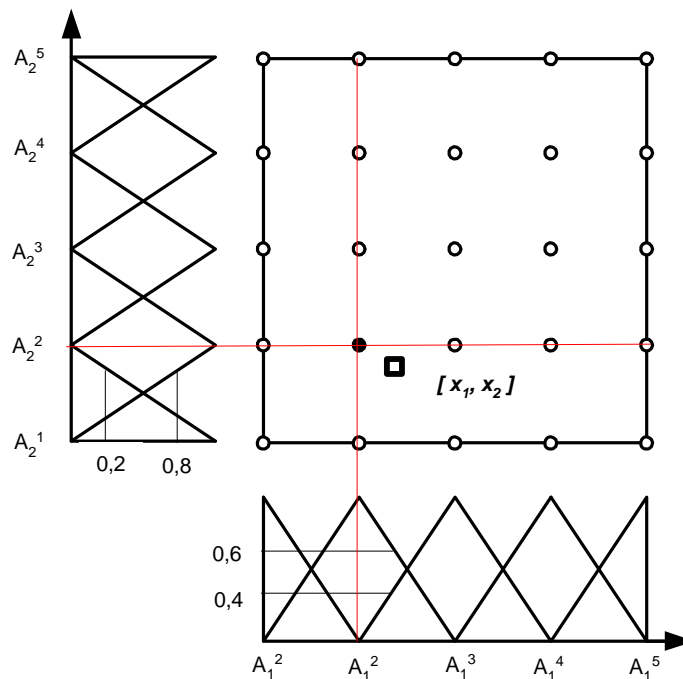 A₂⁵
A₂⁴
A₂³
A₂²
[ x₁, x₂ ]
A₂¹
0,2 0,8
0,6
0,4
A₁² A₁² A₁³ A₁⁴ A₁⁵